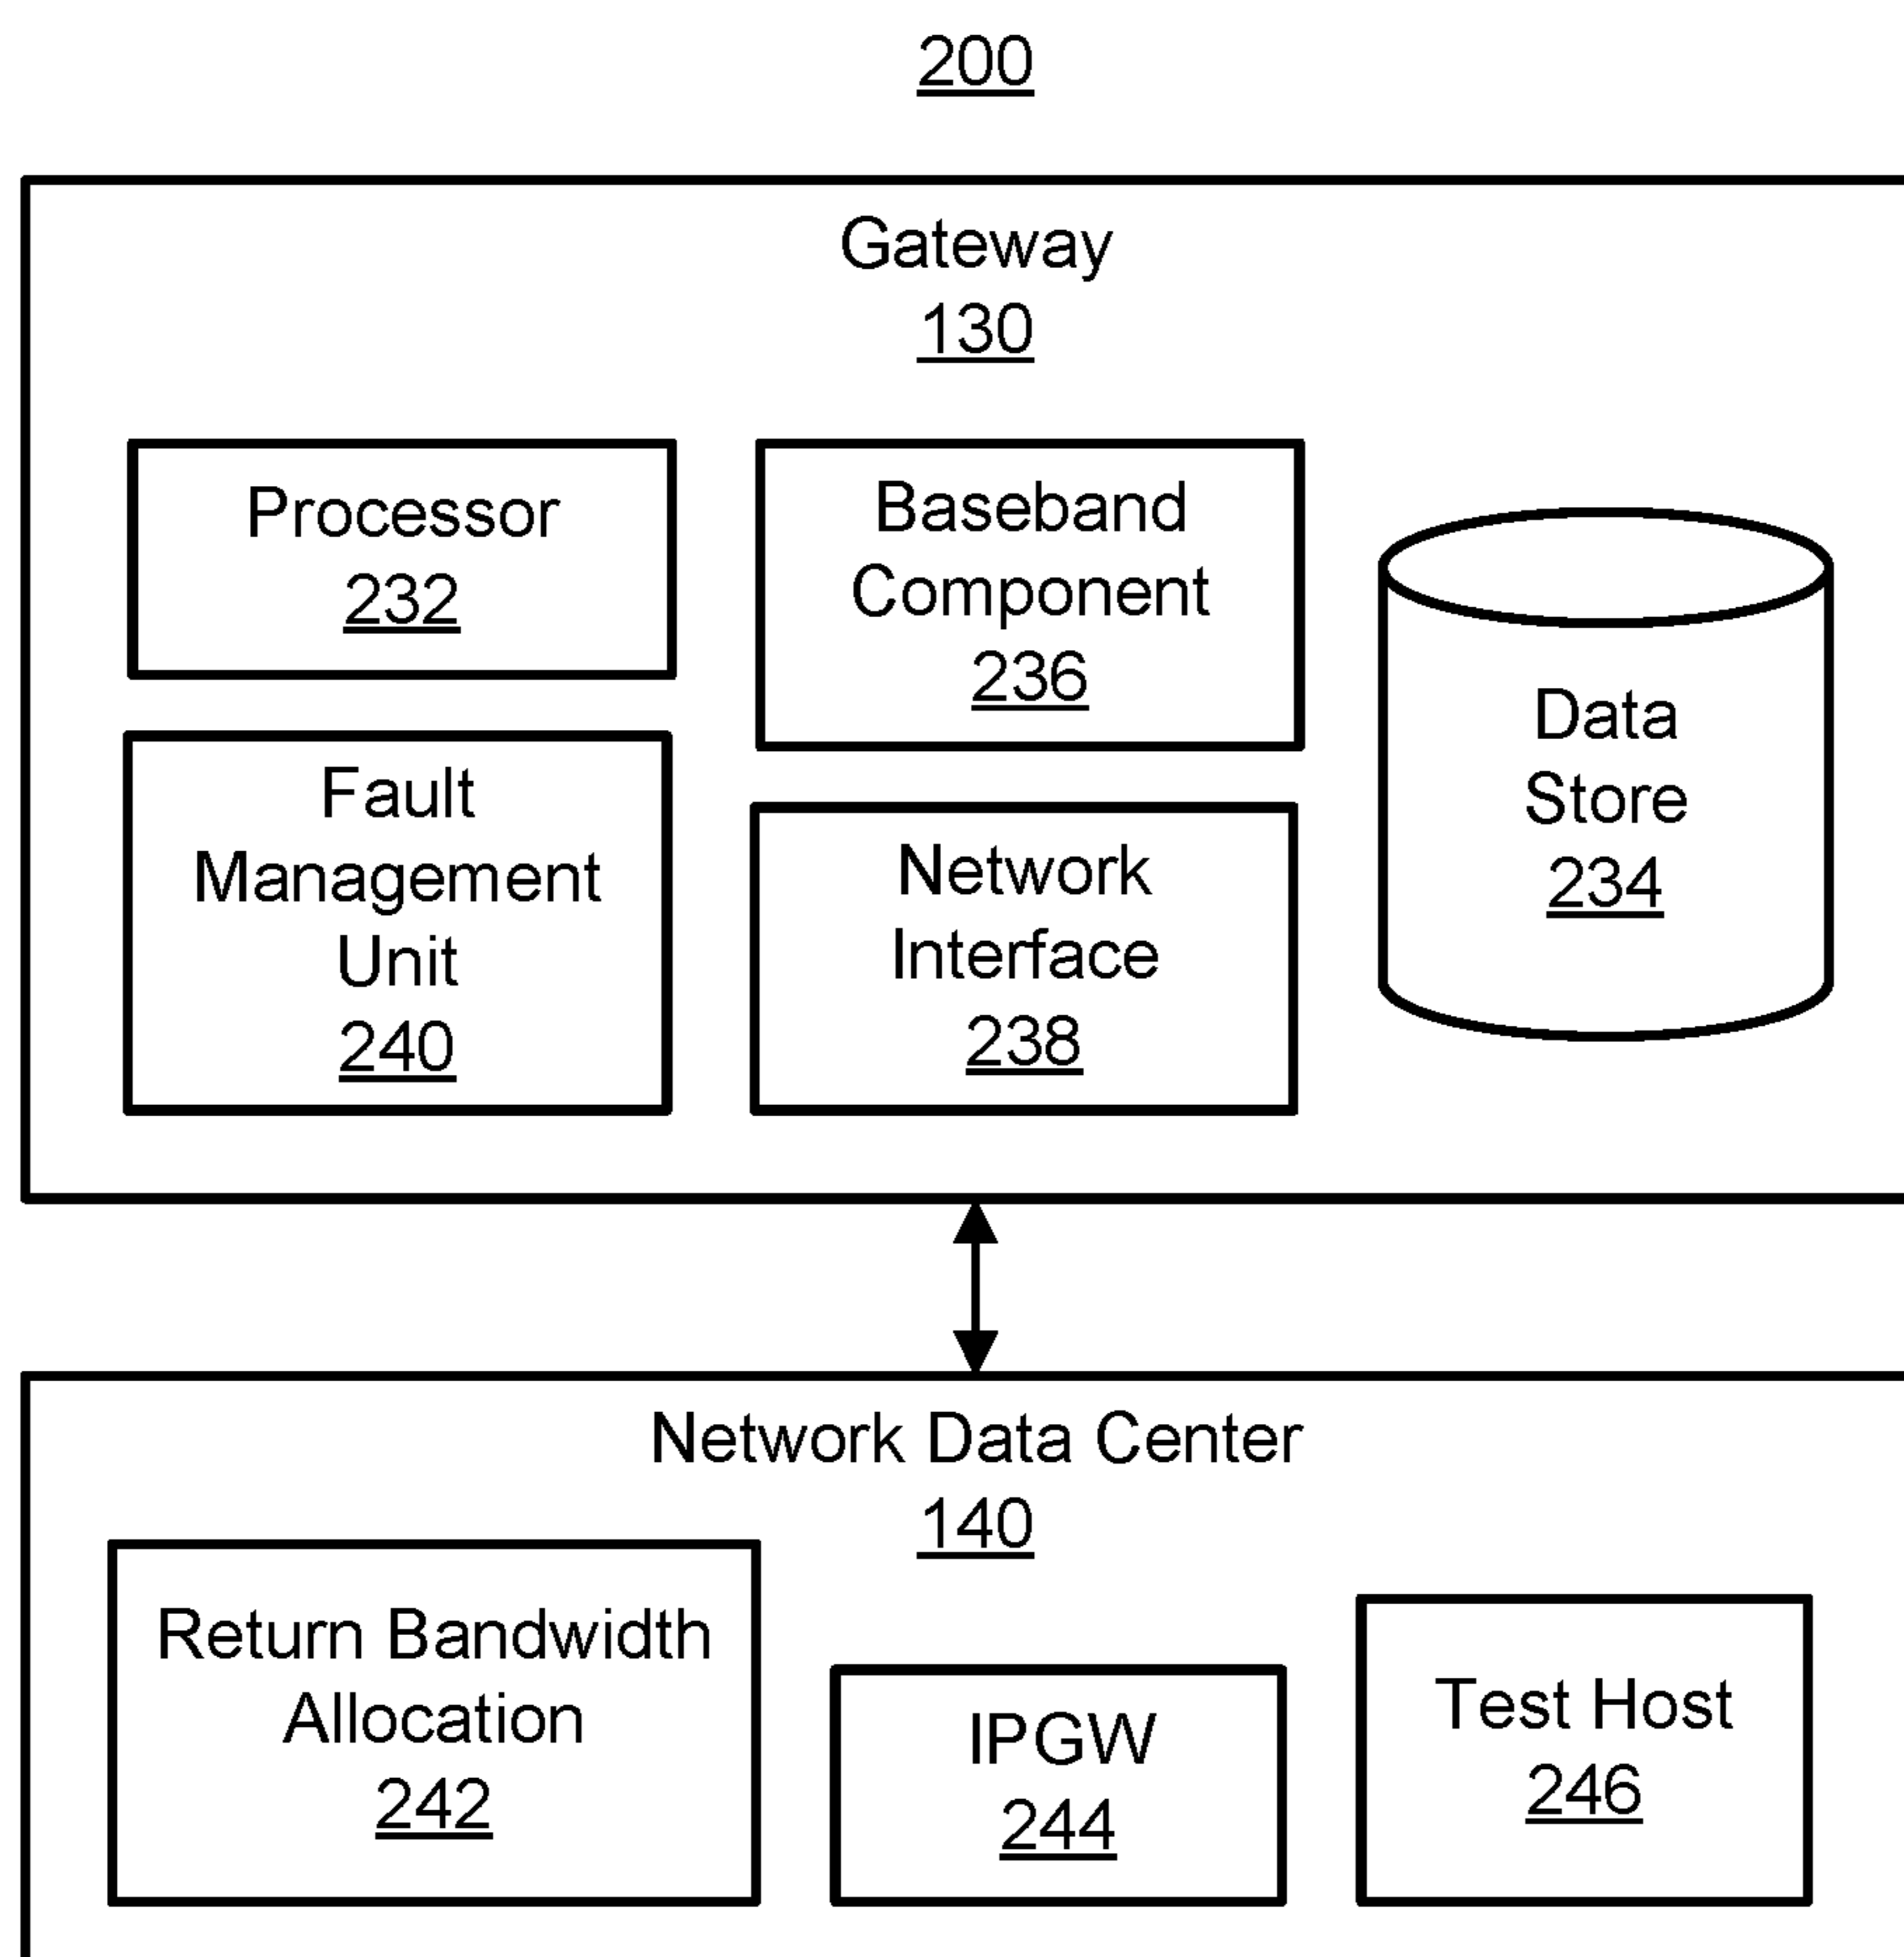 200
Gateway
130
Processor
232
Baseband
Component
236
Data
Store
234
Fault
Management
Unit
240
Network
Interface
238
Network Data Center
140
Return Bandwidth
Allocation
242
IPGW
244
Test Host
246